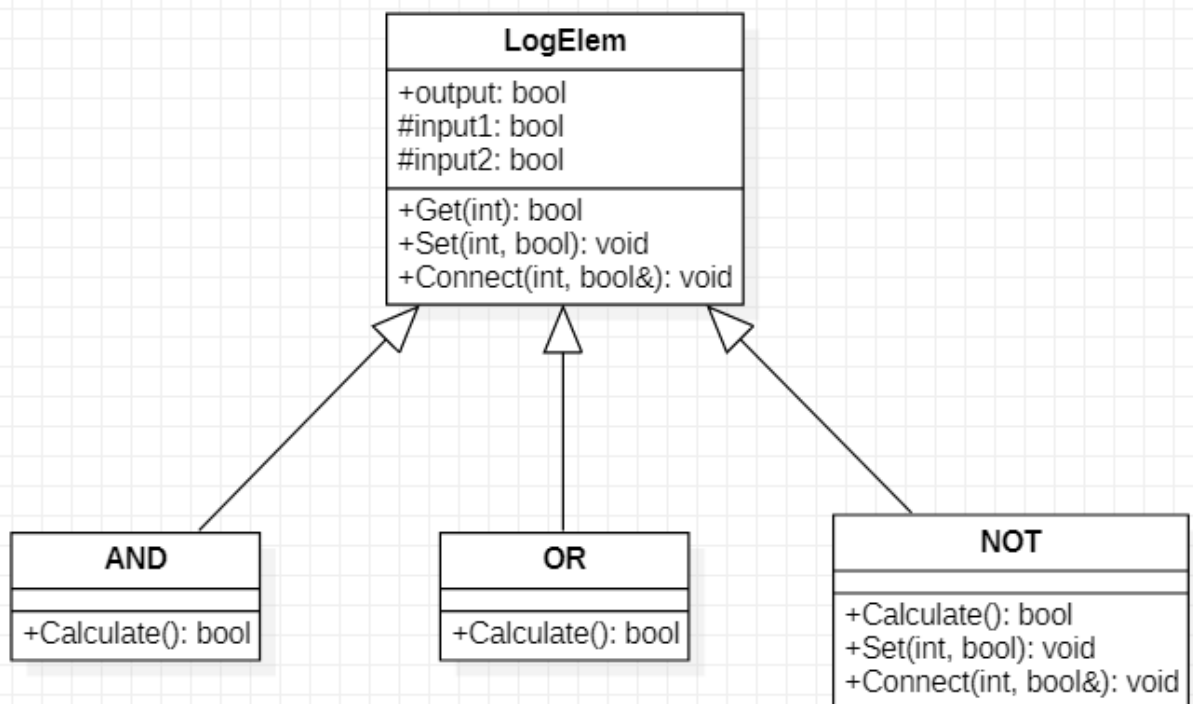 LogElem
+output: bool
#input1: bool
#input2: bool
+Get(int): bool
+Set(int, bool): void
+Connect(int, bool&): void
AND
+Calculate(): bool
OR
+Calculate(): bool
NOT
+Calculate(): bool
+Set(int, bool): void
+Connect(int, bool&): void